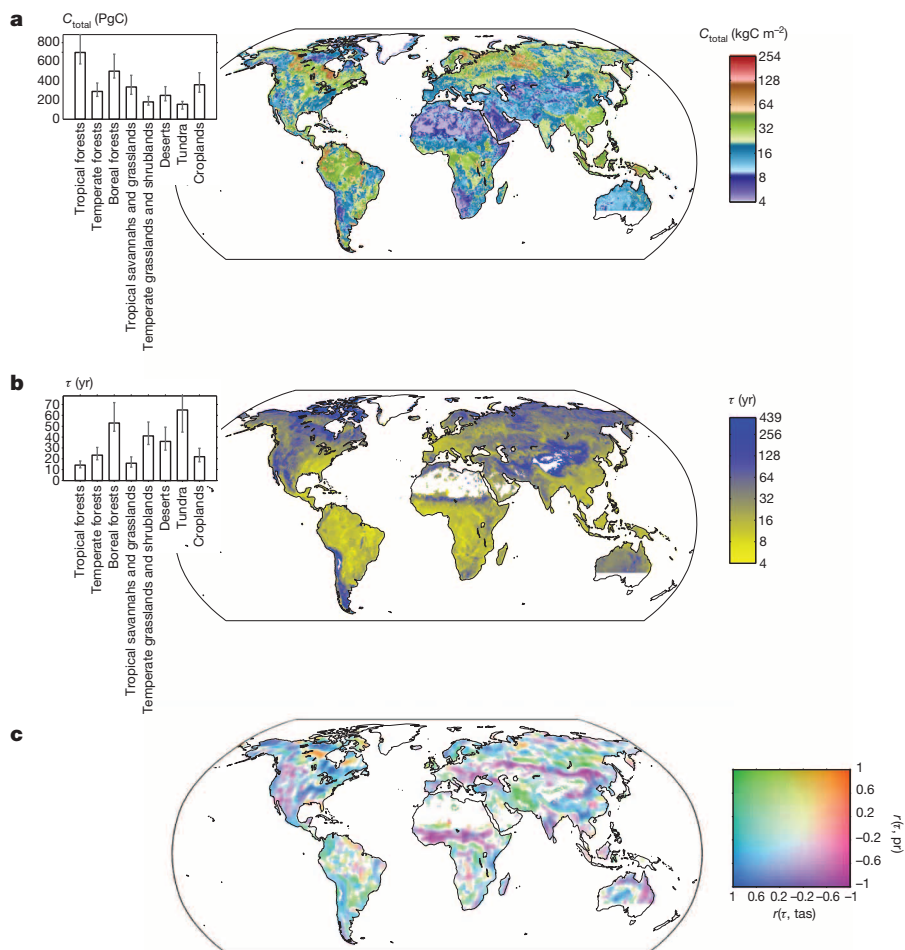 a
C total (PgC)
800
600
400
200
0
Tropical forests
Temperate forests
Boreal forests
Tropical savannahs and grasslands
Temperate grasslands and shrublands
Deserts
Tundra
Croplands
C total (kgC m−2)
254
128
64
32
16
8
4
b
τ (yr)
70
60
50
40
30
20
10
0
Tropical forests
Temperate forests
Boreal forests
Tropical savannahs and grasslands
Temperate grasslands and shrublands
Deserts
Tundra
Croplands
τ (yr)
439
256
128
64
32
16
8
4
c
1
0.6
0.2
−0.2
−0.6
−1
r(τ, pr)
1 0.6 0.2 −0.2 −0.6 −1
r(τ, tas)